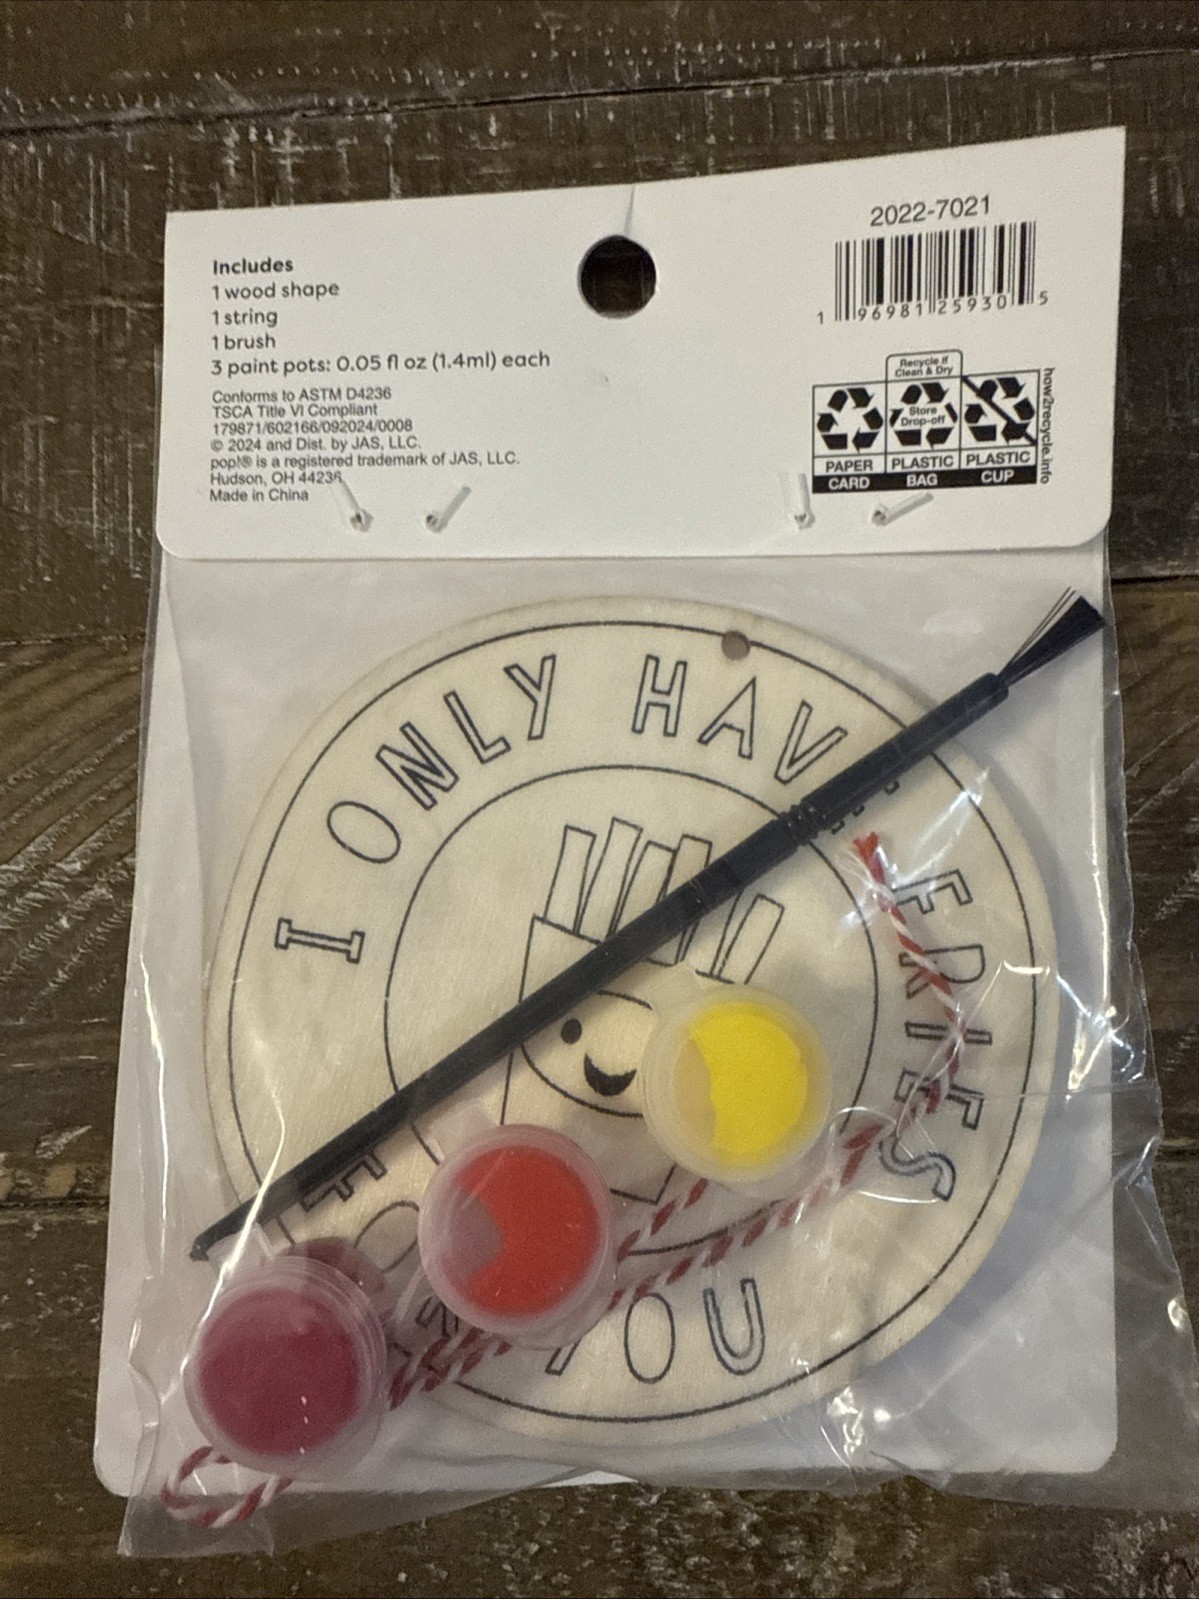 2022-7021
1 96981 25930 5
Includes
1 wood shape
1 string
1 brush
3 paint pots: 0.05 fl oz (1.4ml) each
Conforms to ASTM D4236
TSCA Title VI Compliant
179871/602166/092024/0008
© 2024 and Dist. by JAS, LLC.
pop!® is a registered trademark of JAS, LLC.
Hudson, OH 44236
Made in China
Recycle if
Clean & Dry
Store
Drop-off
PAPER PLASTIC PLASTIC
CARD BAG CUP
how2recycle.info
I ONLY HAVE FRIES
YOU